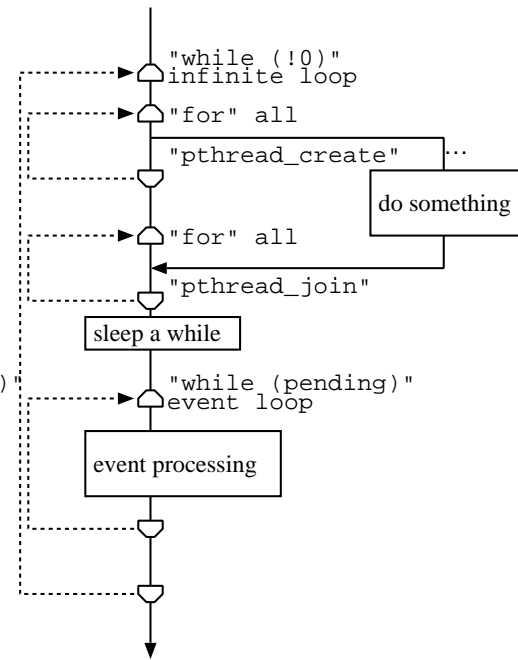 "while (!0)"
infinite loop
"for" all
"pthread_create"
...
do something
"for" all
"pthread_join"
sleep a while
)"
"while (pending)"
event loop
event processing